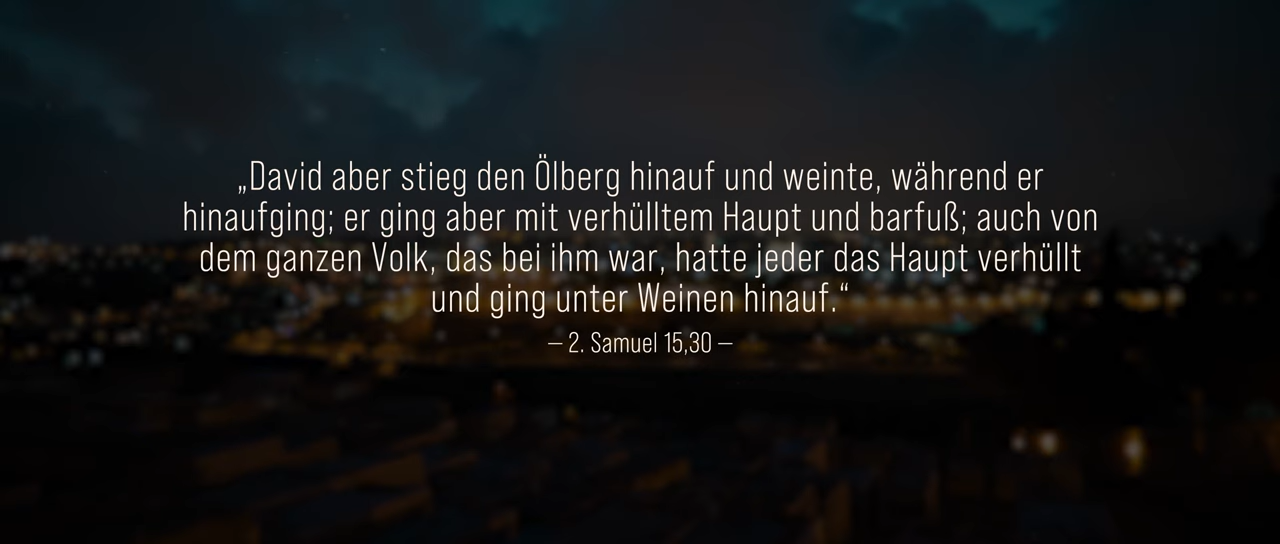 „David aber stieg den Ölberg hinauf und weinte, während er
hinaufging; er ging aber mit verhülltem Haupt und barfuß; auch von
dem ganzen Volk, das bei ihm war, hatte jeder das Haupt verhüllt
und ging unter Weinen hinauf.“
– 2. Samuel 15,30 –